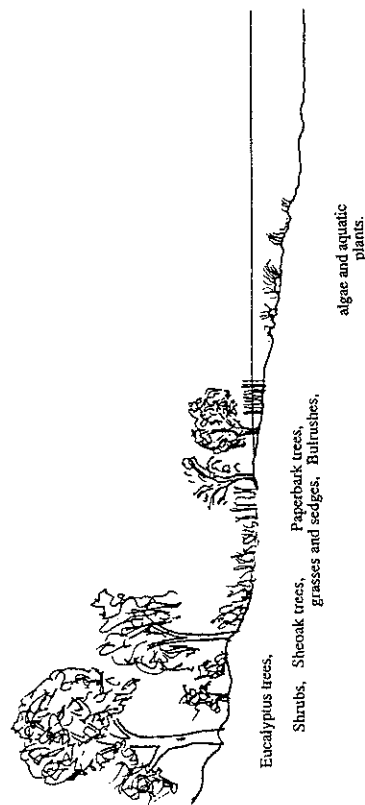 Eucalyptus trees,
Shrubs, Sheoak trees, Paperbark trees,
grasses and sedges, Bulrushes,
algae and aquatic
plants.